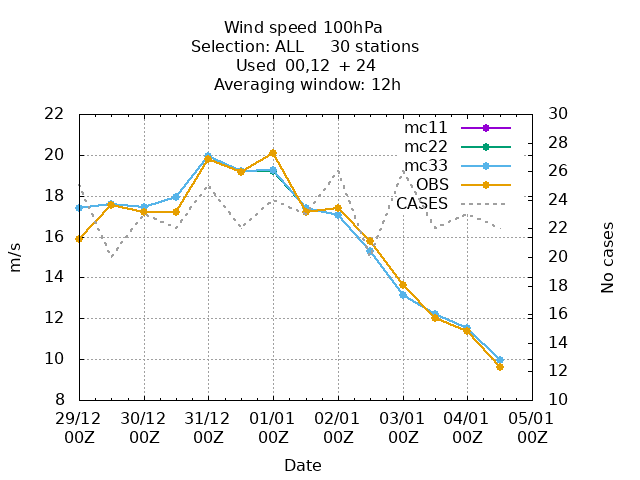 Wind speed 100hPa
Selection: ALL 30 stations
Used 00,12 + 24
Averaging window: 12h
22 30
28
20 26
24
18
22
16
20
14 18
16
12
14
10 12
8 10
m/s
No cases
mc11
mc22
mc33
OBS
CASES
29/12 30/12 31/12 01/01 02/01 03/01 04/01 05/01
00Z 00Z 00Z 00Z 00Z 00Z 00Z 00Z
Date